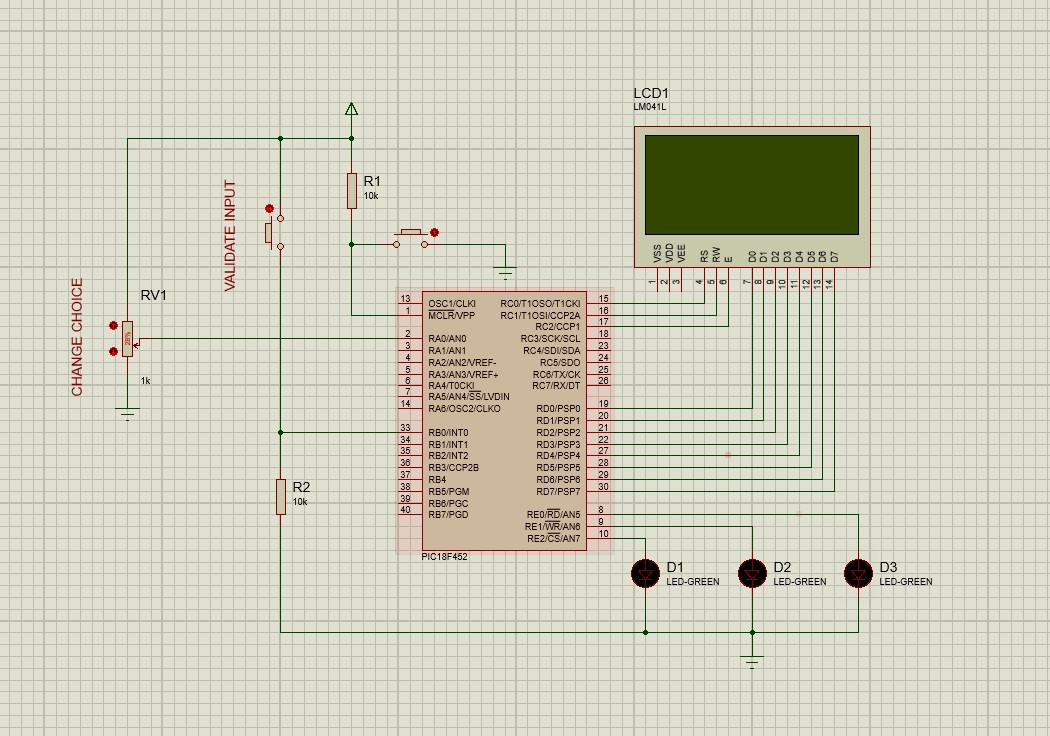 LCD1
LM041L
VSS
VDD
VEE
RS
RW
E
D0
D1
D2
D3
D4
D5
D6
D7
1
2
3
4
5
6
7
8
9
10
11
12
13
14
R1
10k
VALIDATE INPUT
CHANGE CHOICE
RV1
1k
13 OSC1/CLKI RC0/T1OSO/T1CKI 15
1 MCLR/VPP RC1/T1OSI/CCP2A 16
RC2/CCP1 17
2 RA0/AN0 RC3/SCK/SCL 18
3 RA1/AN1 RC4/SDI/SDA 23
4 RA2/AN2/VREF- RC5/SDO 24
5 RA3/AN3/VREF+ RC6/TX/CK 25
6 RA4/T0CKI RC7/RX/DT 26
7 RA5/AN4/SS/LVDIN
14 RA6/OSC2/CLKO RD0/PSP0 19
RD1/PSP1 20
33 RB0/INT0 RD2/PSP2 21
34 RB1/INT1 RD3/PSP3 22
35 RB2/INT2 RD4/PSP4 27
36 RB3/CCP2B RD5/PSP5 28
37 RB4 RD6/PSP6 29
38 RB5/PGM RD7/PSP7 30
39 RB6/PGC
40 RB7/PGD RE0/RD/AN5 8
RE1/WR/AN6 9
RE2/CS/AN7 10
PIC18F452
R2
10k
D1
LED-GREEN
D2
LED-GREEN
D3
LED-GREEN